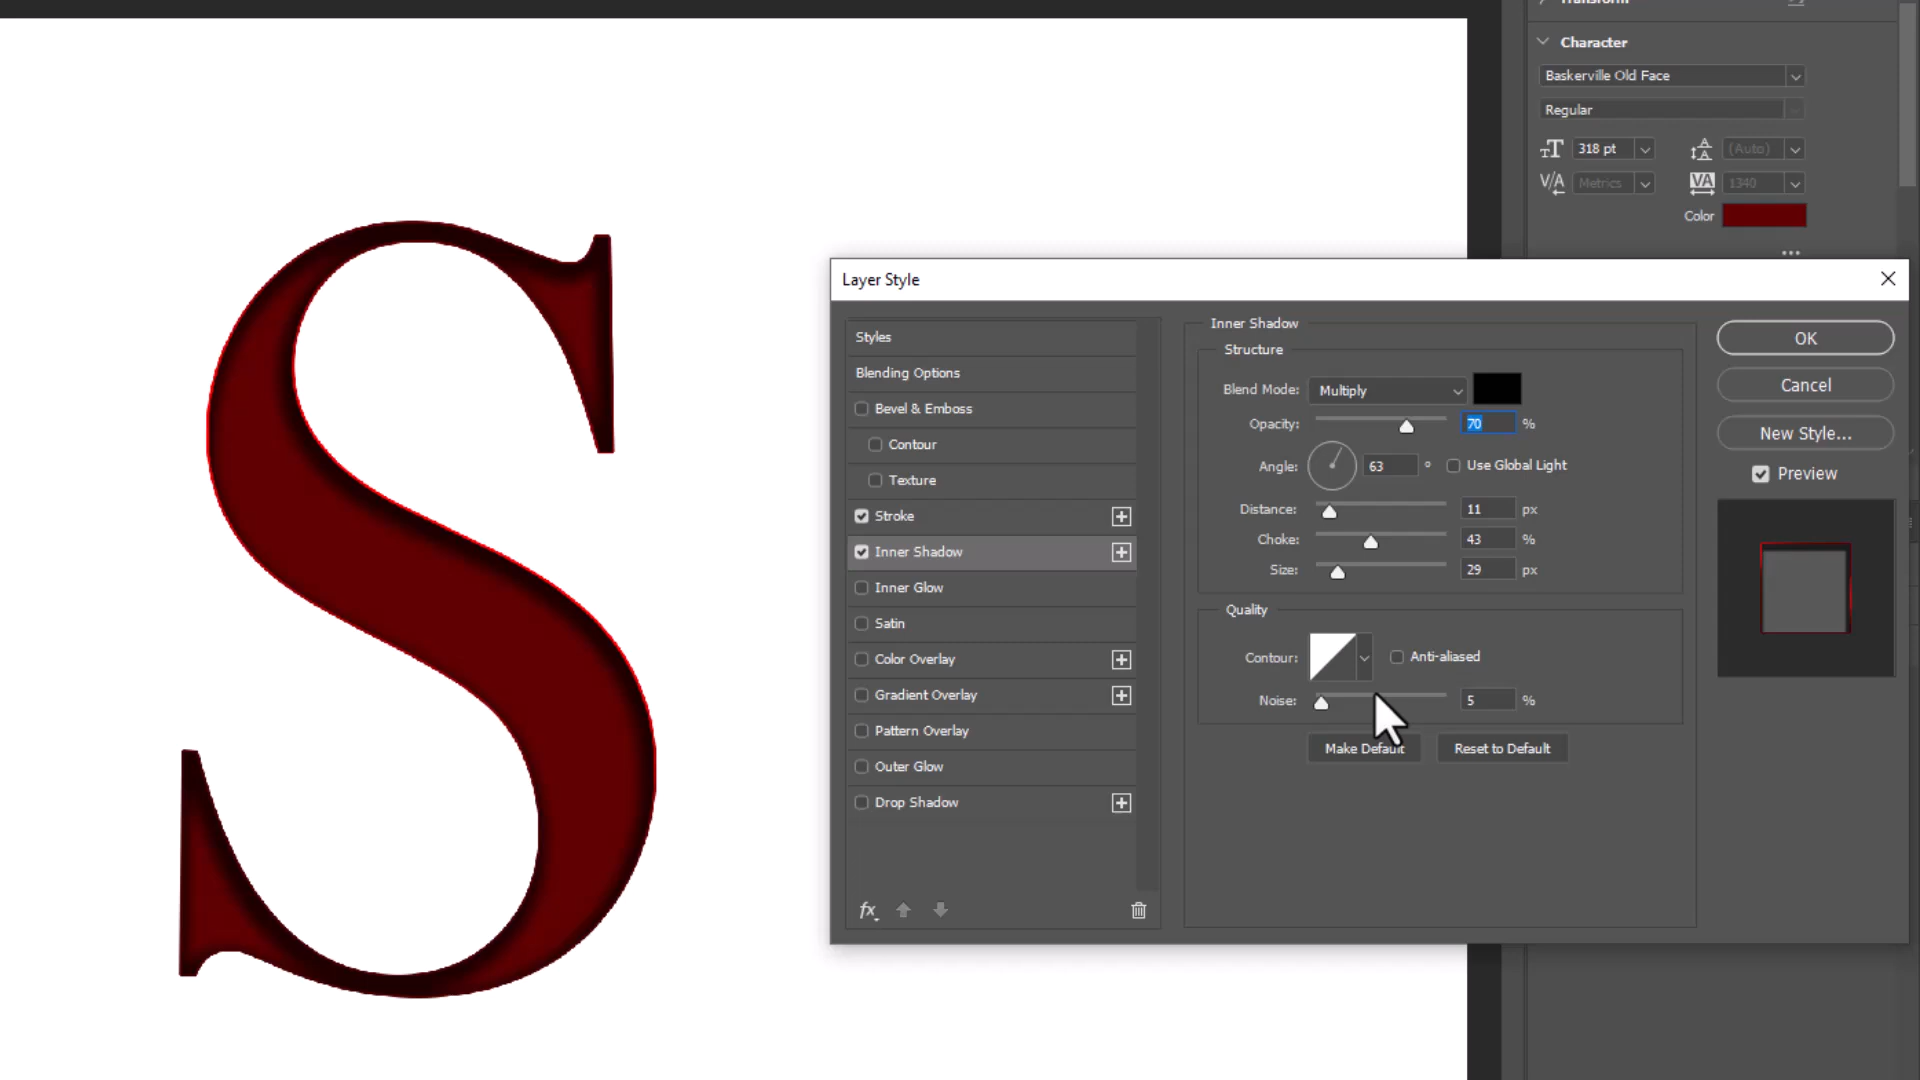 Transform
Character
Baskerville Old Face
Regular
318 pt
(Auto)
Metrics
1340
Color
S
Layer Style
Styles
Blending Options
Bevel & Emboss
Contour
Texture
Stroke
Inner Shadow
Inner Glow
Satin
Color Overlay
Gradient Overlay
Pattern Overlay
Outer Glow
Drop Shadow
fx
Inner Shadow
Structure
Blend Mode: Multiply
Opacity: 70 %
Angle: 63 ° Use Global Light
Distance: 11 px
Choke: 43 %
Size: 29 px
Quality
Contour: Anti-aliased
Noise: 5 %
Make Default Reset to Default
OK
Cancel
New Style...
Preview